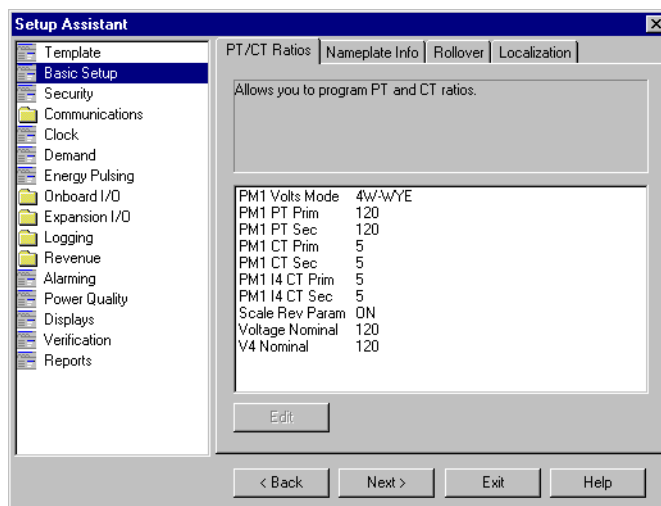 Setup Assistant
Template
Basic Setup
Security
Communications
Clock
Demand
Energy Pulsing
Onboard I/O
Expansion I/O
Logging
Revenue
Alarming
Power Quality
Displays
Verification
Reports
PT/CT Ratios Nameplate Info Rollover Localization
Allows you to program PT and CT ratios.
PM1 Volts Mode 4W-WYE
PM1 PT Prim 120
PM1 PT Sec 120
PM1 CT Prim 5
PM1 CT Sec 5
PM1 I4 CT Prim 5
PM1 I4 CT Sec 5
Scale Rev Param ON
Voltage Nominal 120
V4 Nominal 120
Edit
< Back Next > Exit Help